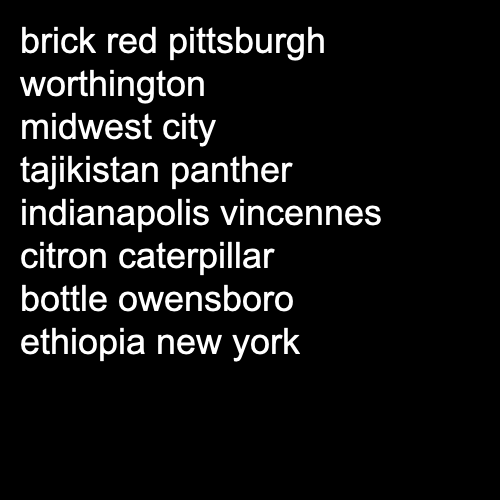 brick red pittsburgh
worthington
midwest city
tajikistan panther
indianapolis vincennes
citron caterpillar
bottle owensboro
ethiopia new york